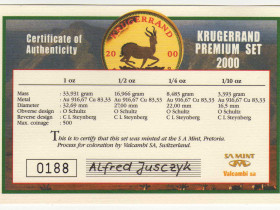 Certificate of
Authenticity
KRUGERRAND
20 00
KRUGERRAND
PREMIUM SET
2000
1 oz 1/2 oz 1/4 oz 1/10 oz
Mass : 33,931 gram 16,966 gram 8,485 gram 3,393 gram
Metal : Au 916,67 Cu 83,33 Au 916,67 Cu 83,33 Au 916,67 Cu 83,33 Au 916,67 Cu 83,33
Diameter : 32,69 mm 27,00 mm 22,00 mm 16,50 mm
Obv. design : O Schultz O Schultz O Schultz O Schultz
Reverse design : C L Steynberg C L Steynberg C L Steynberg C L Steynberg
Max. coinage : 500
This is to certify that this set was minted at the S A Mint, Pretoria.
Process for coloration by Valcambi SA, Switzerland.
0188
Alfred Jusczyk
SA MINT
Valcambi sa